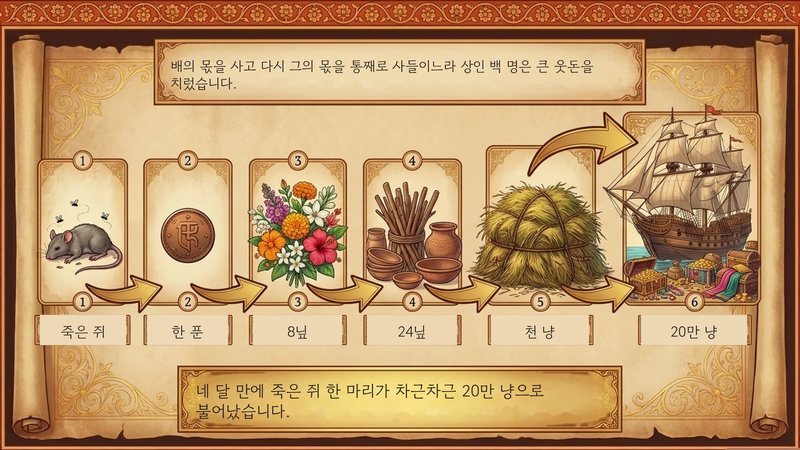 배의 몫을 사고 다시 그의 몫을 통째로 사들이느라 상인 백 명은 큰 웃돈을
치렀습니다.
1
2
3
4
1
2
3
4
5
6
죽은 쥐
한 푼
8닢
24닢
천 냥
20만 냥
네 달 만에 죽은 쥐 한 마리가 차근차근 20만 냥으로
불어났습니다.